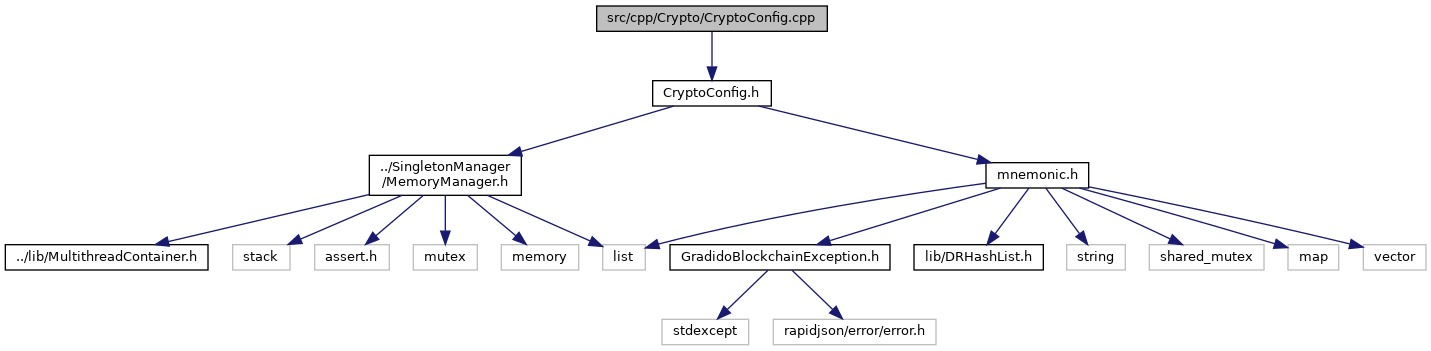 src/cpp/Crypto/CryptoConfig.cpp
CryptoConfig.h
../SingletonManager
/MemoryManager.h
mnemonic.h
../lib/MultithreadContainer.h
stack
assert.h
mutex
memory
list
GradidoBlockchainException.h
lib/DRHashList.h
string
shared_mutex
map
vector
stdexcept
rapidjson/error/error.h